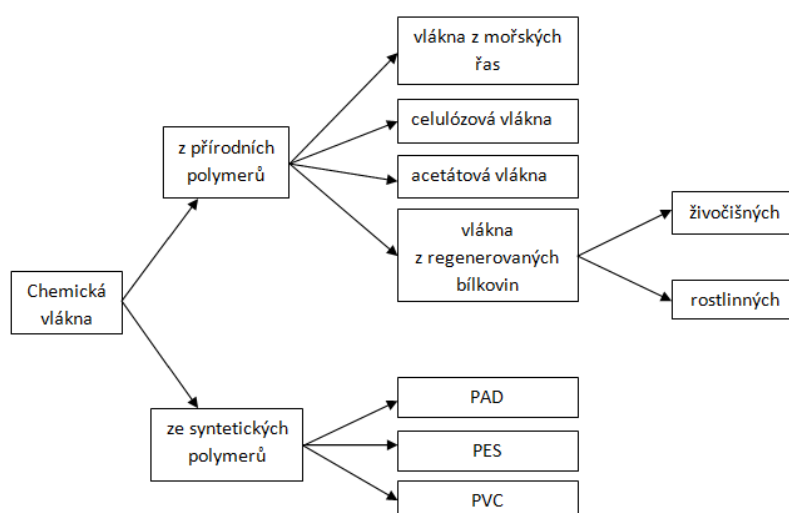 Chemická
vlákna
z přírodních
polymerů
vlákna z mořských
řas
celulózová vlákna
acetátová vlákna
vlákna
z regenerovaných
bílkovin
živočišných
rostlinných
ze syntetických
polymerů
PAD
PES
PVC